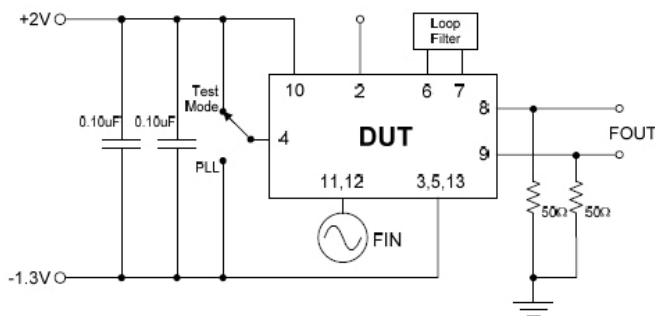 +2V
Loop
Filter
Test
Mode
10
2
6
7
8
0.10uF
0.10uF
4
DUT
FOUT
9
PLL
11,12
3,5,13
50Ω
50Ω
FIN
-1.3V